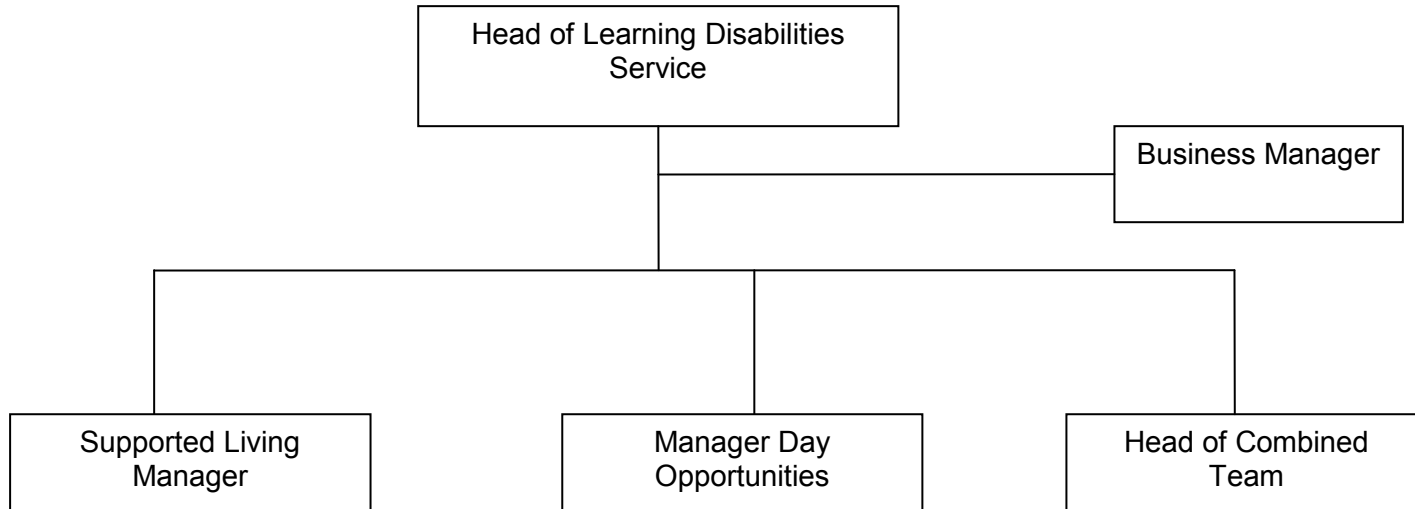 Head of Learning Disabilities
Service
Business Manager
Supported Living
Manager
Manager Day
Opportunities
Head of Combined
Team